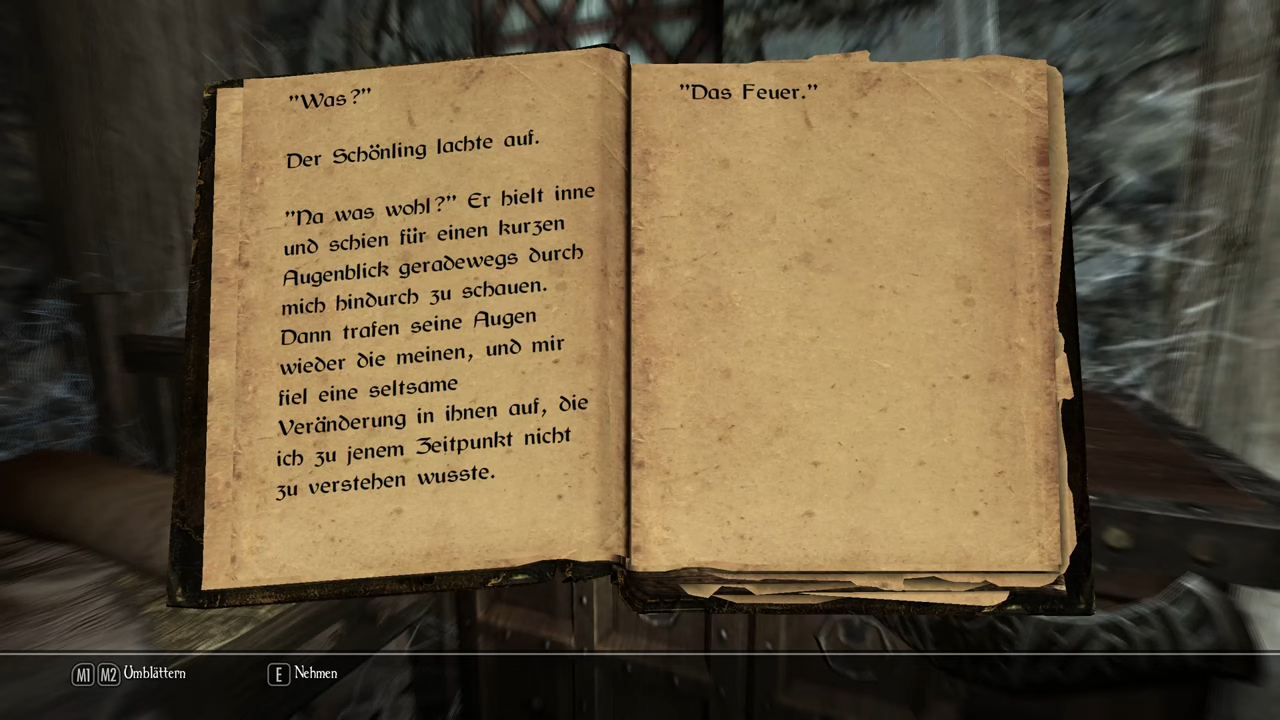 "Was?"
Der Schönling lachte auf.
"Na was wohl?" Er hielt inne
und schien für einen kurzen
Augenblick geradewegs durch
mich hindurch zu schauen.
Dann trafen seine Augen
wieder die meinen, und mir
fiel eine seltsame
Veränderung in ihnen auf, die
ich zu jenem Zeitpunkt nicht
zu verstehen wusste.
"Das Feuer."
M1 M2 Umblättern
E Nehmen